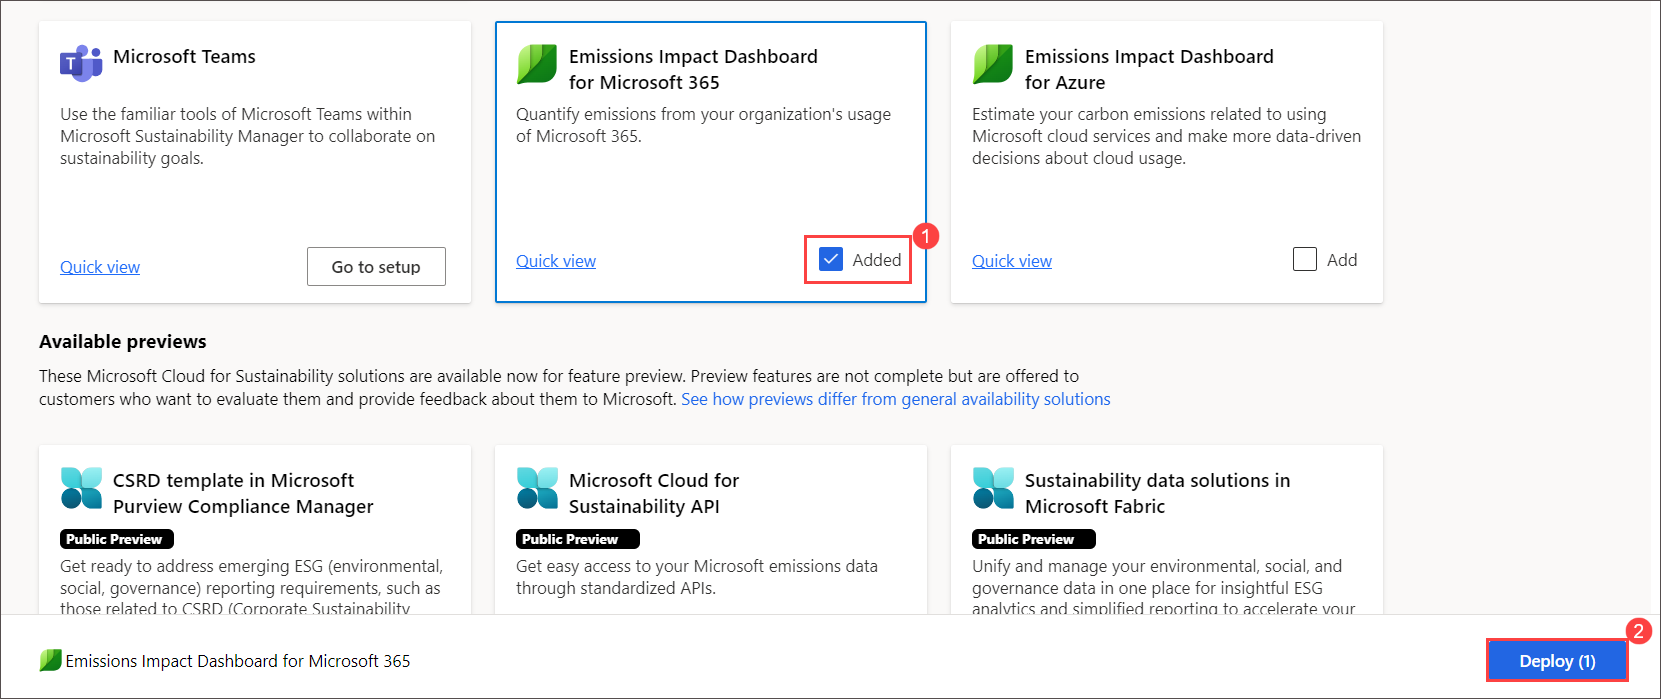 Microsoft Teams
Use the familiar tools of Microsoft Teams within
Microsoft Sustainability Manager to collaborate on
sustainability goals.
Quick view
Go to setup
Emissions Impact Dashboard
for Microsoft 365
Quantify emissions from your organization's usage
of Microsoft 365.
Quick view
Added
1
Emissions Impact Dashboard
for Azure
Estimate your carbon emissions related to using
Microsoft cloud services and make more data-driven
decisions about cloud usage.
Quick view
Add
Available previews
These Microsoft Cloud for Sustainability solutions are available now for feature preview. Preview features are not complete but are offered to
customers who want to evaluate them and provide feedback about them to Microsoft. See how previews differ from general availability solutions
CSRD template in Microsoft
Purview Compliance Manager
Public Preview
Get ready to address emerging ESG (environmental,
social, governance) reporting requirements, such as
those related to CSRD (Corporate Sustainability
Microsoft Cloud for
Sustainability API
Public Preview
Get easy access to your Microsoft emissions data
through standardized APIs.
Sustainability data solutions in
Microsoft Fabric
Public Preview
Unify and manage your environmental, social, and
governance data in one place for insightful ESG
analytics and simplified reporting to accelerate your
Emissions Impact Dashboard for Microsoft 365
Deploy (1)
2